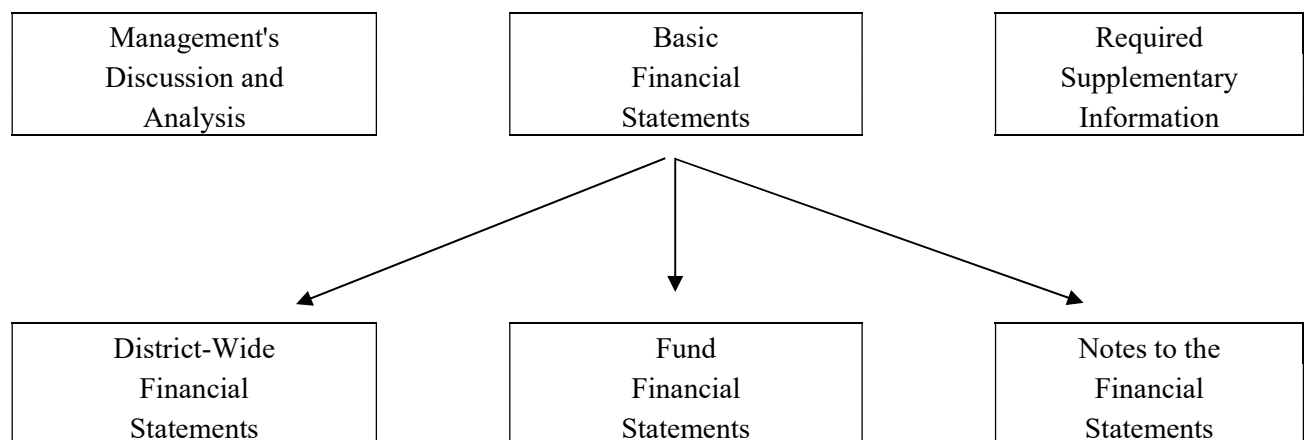 Management's
Discussion and
Analysis
Basic
Financial
Statements
Required
Supplementary
Information
District-Wide
Financial
Statements
Fund
Financial
Statements
Notes to the
Financial
Statements